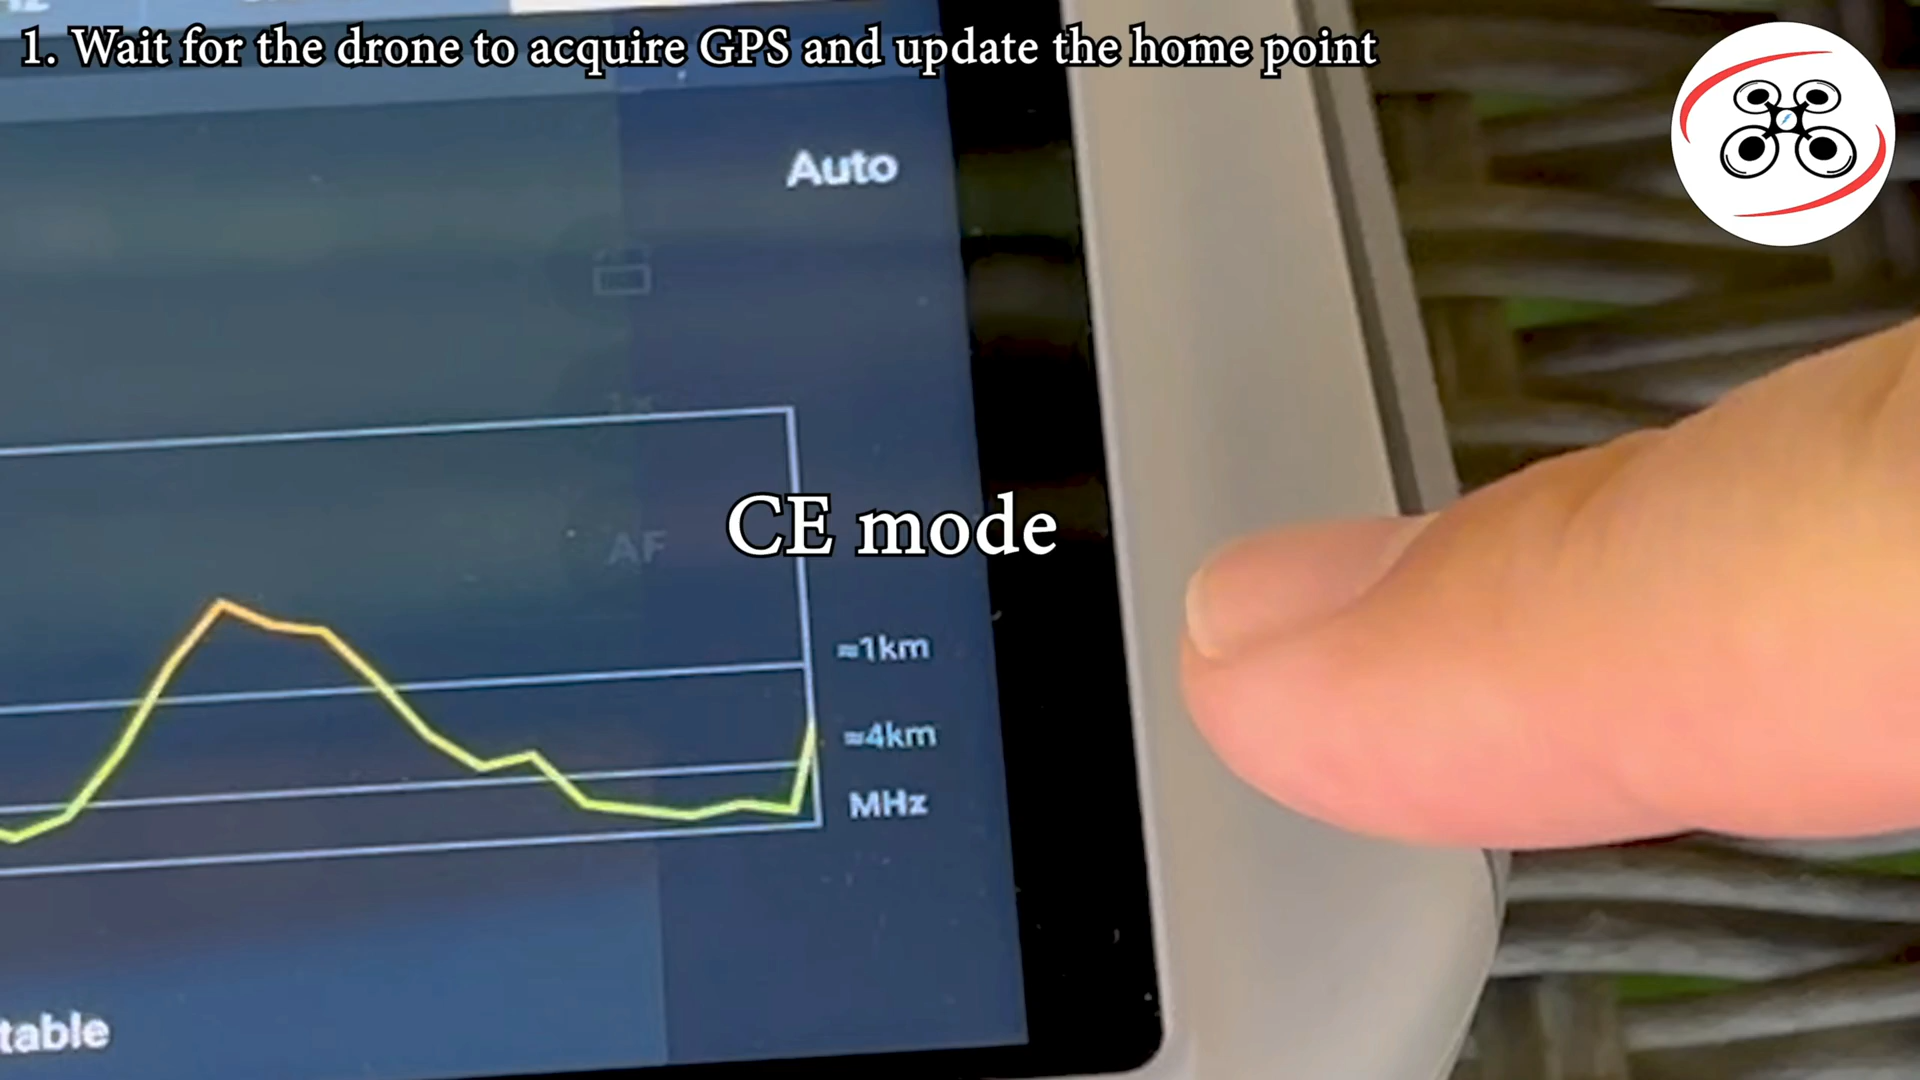 1. Wait for the drone to acquire GPS and update the home point
Auto
AF
CE mode
≈1km
≈4km
MHz
table